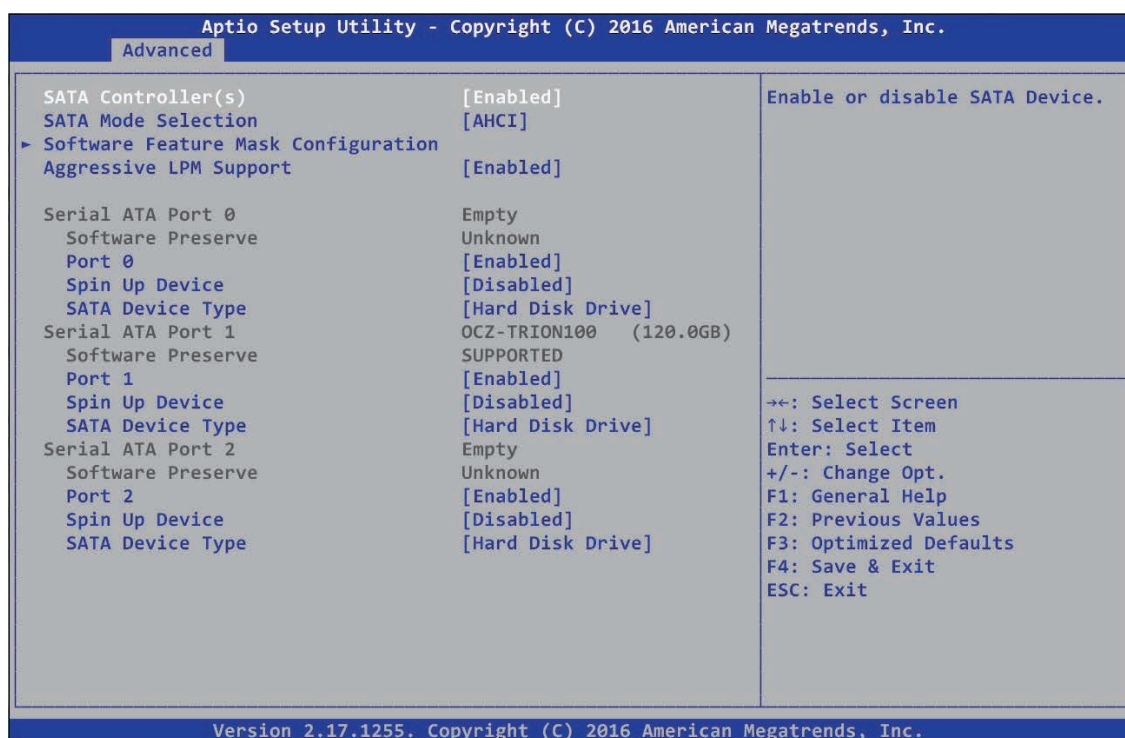 Aptio Setup Utility - Copyright (C) 2016 American Megatrends, Inc.
Advanced
SATA Controller(s) [Enabled]
SATA Mode Selection [AHCI]
► Software Feature Mask Configuration
Aggressive LPM Support [Enabled]
Serial ATA Port 0 Empty
Software Preserve Unknown
Port 0 [Enabled]
Spin Up Device [Disabled]
SATA Device Type [Hard Disk Drive]
Serial ATA Port 1 OCZ-TRION100 (120.0GB)
Software Preserve SUPPORTED
Port 1 [Enabled]
Spin Up Device [Disabled]
SATA Device Type [Hard Disk Drive]
Serial ATA Port 2 Empty
Software Preserve Unknown
Port 2 [Enabled]
Spin Up Device [Disabled]
SATA Device Type [Hard Disk Drive]
Enable or disable SATA Device.
→←: Select Screen
↑↓: Select Item
Enter: Select
+/-: Change Opt.
F1: General Help
F2: Previous Values
F3: Optimized Defaults
F4: Save & Exit
ESC: Exit
Version 2.17.1255. Copyright (C) 2016 American Megatrends, Inc.